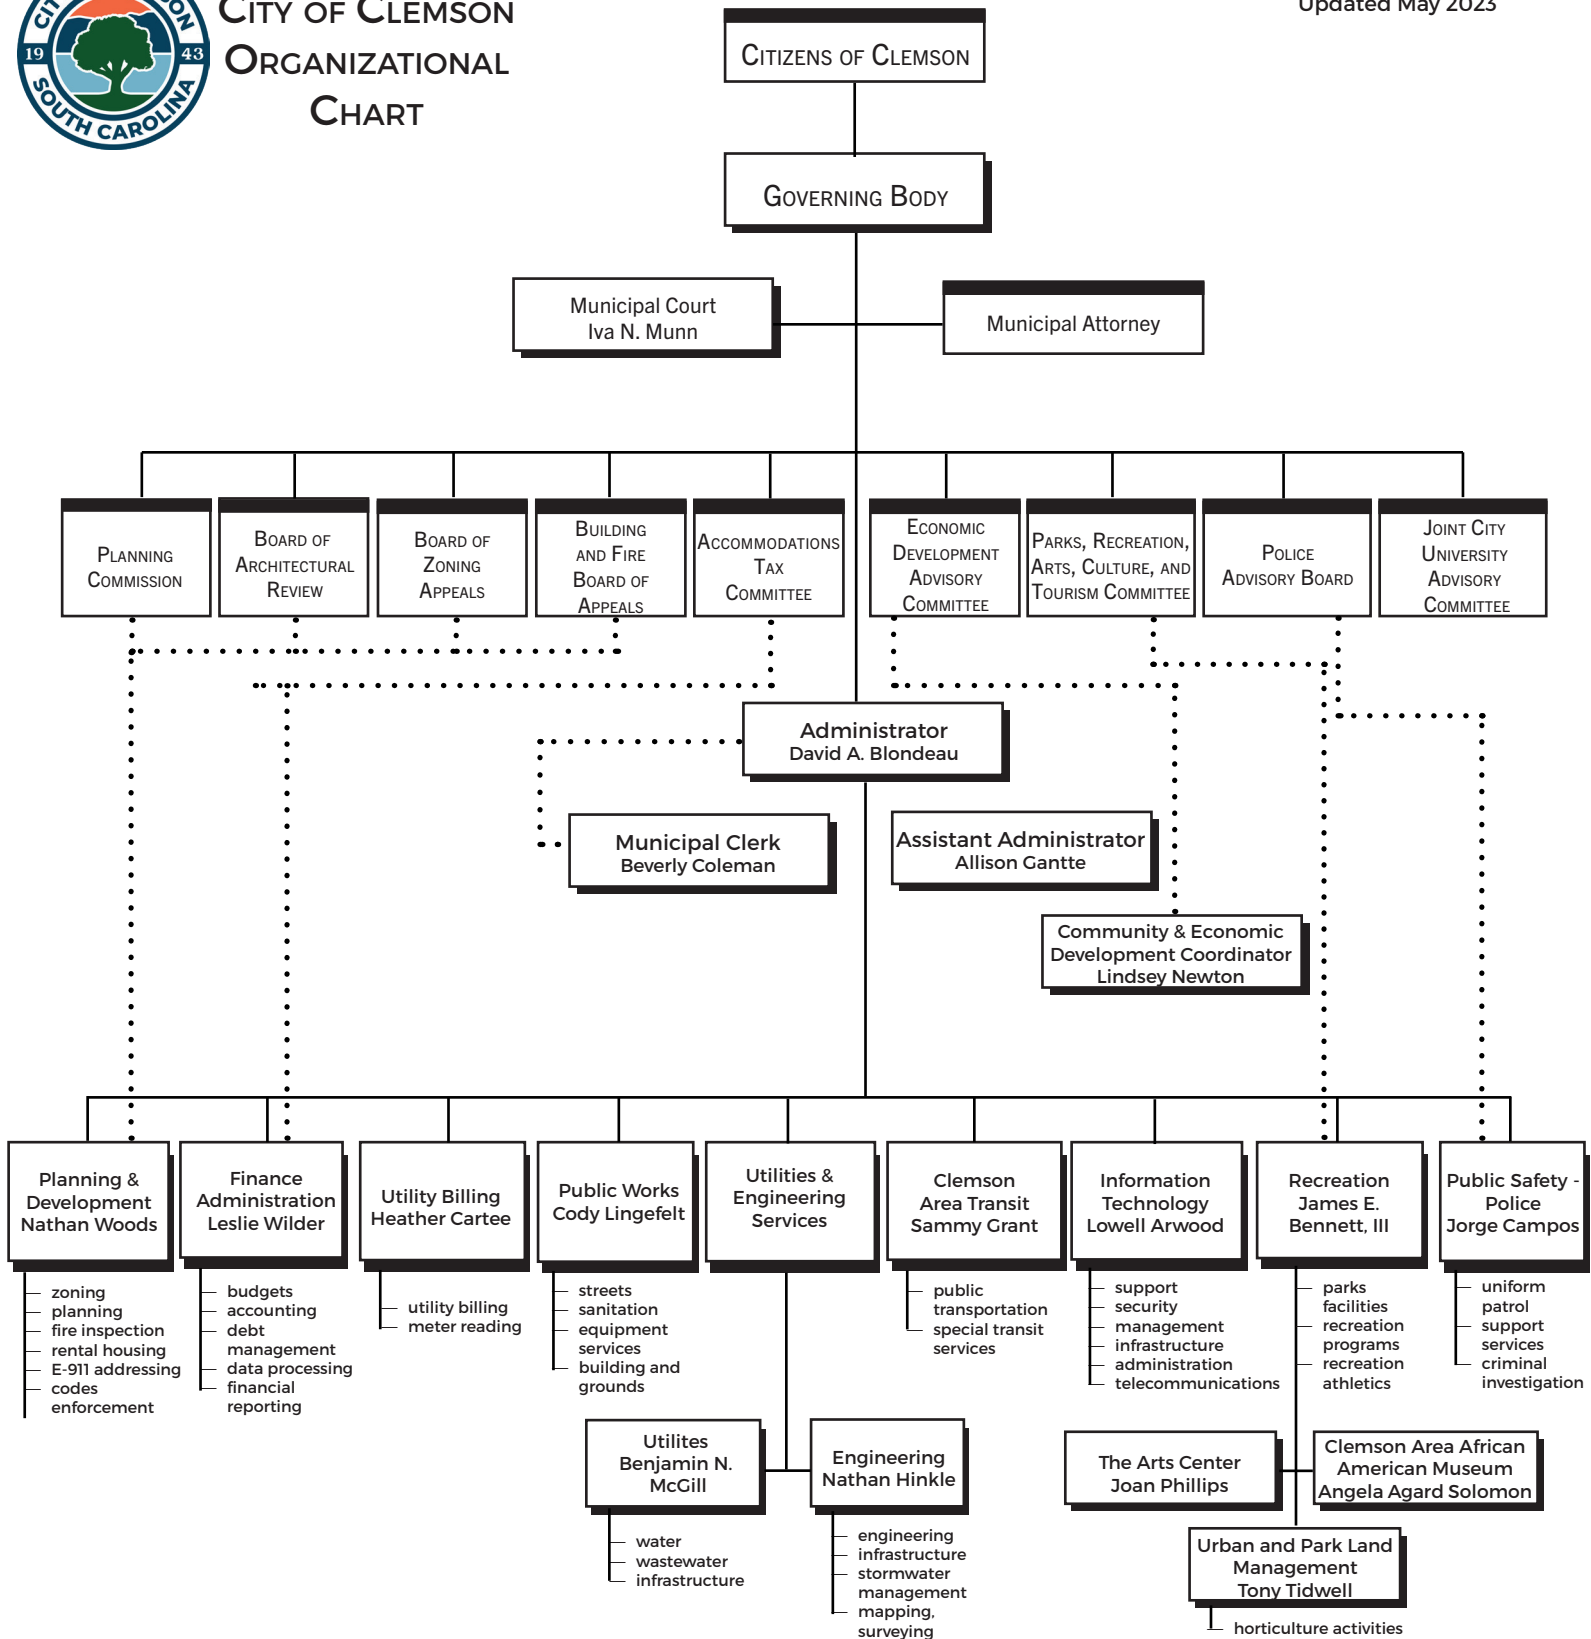 CITY OF CLEMSON
ORGANIZATIONAL
CHART
19
43
SOUTH CAROLINA
Updated May 2023
CITIZENS OF CLEMSON
GOVERNING BODY
Municipal Court
Iva N. Munn
Municipal Attorney
PLANNING
COMMISSION
BOARD OF
ARCHITECTURAL
REVIEW
BOARD OF
ZONING
APPEALS
BUILDING
AND FIRE
BOARD OF
APPEALS
ACCOMMODATIONS
TAX
COMMITTEE
ECONOMIC
DEVELOPMENT
ADVISORY
COMMITTEE
PARKS, RECREATION,
ARTS, CULTURE, AND
TOURISM COMMITTEE
POLICE
ADVISORY BOARD
JOINT CITY
UNIVERSITY
ADVISORY
COMMITTEE
Administrator
David A. Blondeau
Municipal Clerk
Beverly Coleman
Assistant Administrator
Allison Gantte
Community & Economic
Development Coordinator
Lindsey Newton
Planning &
Development
Nathan Woods
zoning
planning
fire inspection
rental housing
E-911 addressing
codes
enforcement
Finance
Administration
Leslie Wilder
budgets
accounting
debt
management
data processing
financial
reporting
Utility Billing
Heather Cartee
utility billing
meter reading
Public Works
Cody Lingefelt
streets
sanitation
equipment
services
building and
grounds
Utilities &
Engineering
Services
Utilites
Benjamin N.
McGill
water
wastewater
infrastructure
Engineering
Nathan Hinkle
engineering
infrastructure
stormwater
management
mapping,
surveying
Clemson
Area Transit
Sammy Grant
public
transportation
special transit
services
Information
Technology
Lowell Arwood
support
security
management
infrastructure
administration
telecommunications
Recreation
James E.
Bennett, III
parks
facilities
recreation
programs
recreation
athletics
The Arts Center
Joan Phillips
Clemson Area African
American Museum
Angela Agard Solomon
Urban and Park Land
Management
Tony Tidwell
horticulture activities
Public Safety -
Police
Jorge Campos
uniform
patrol
support
services
criminal
investigation